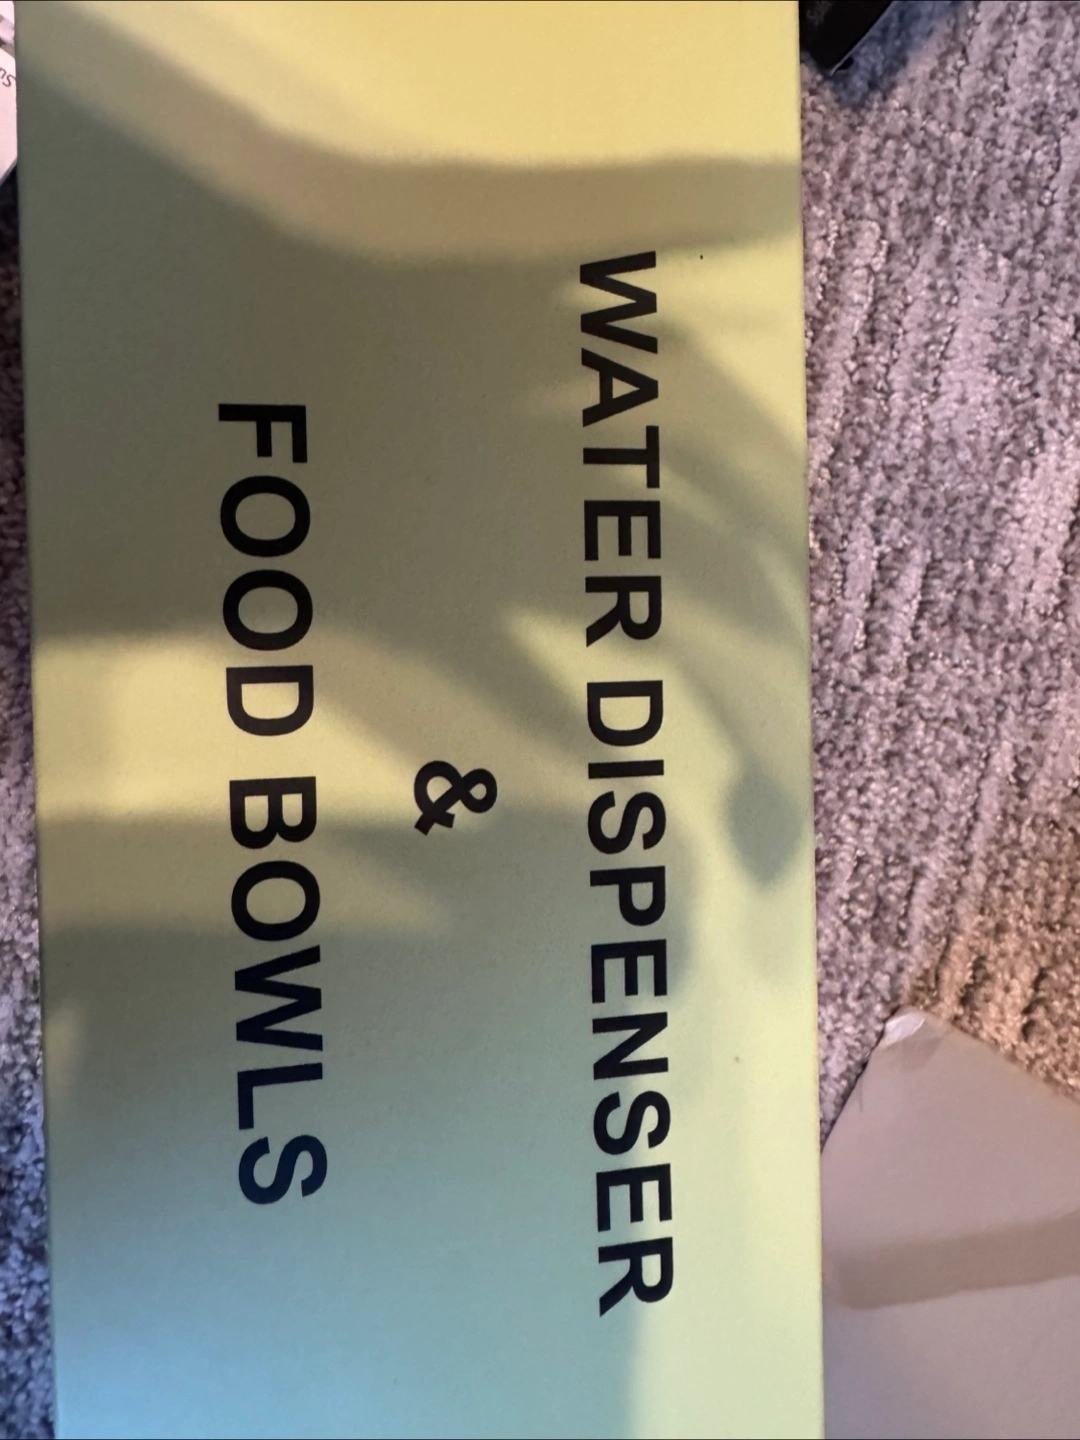 WATER DISPENSER
&
FOOD BOWLS